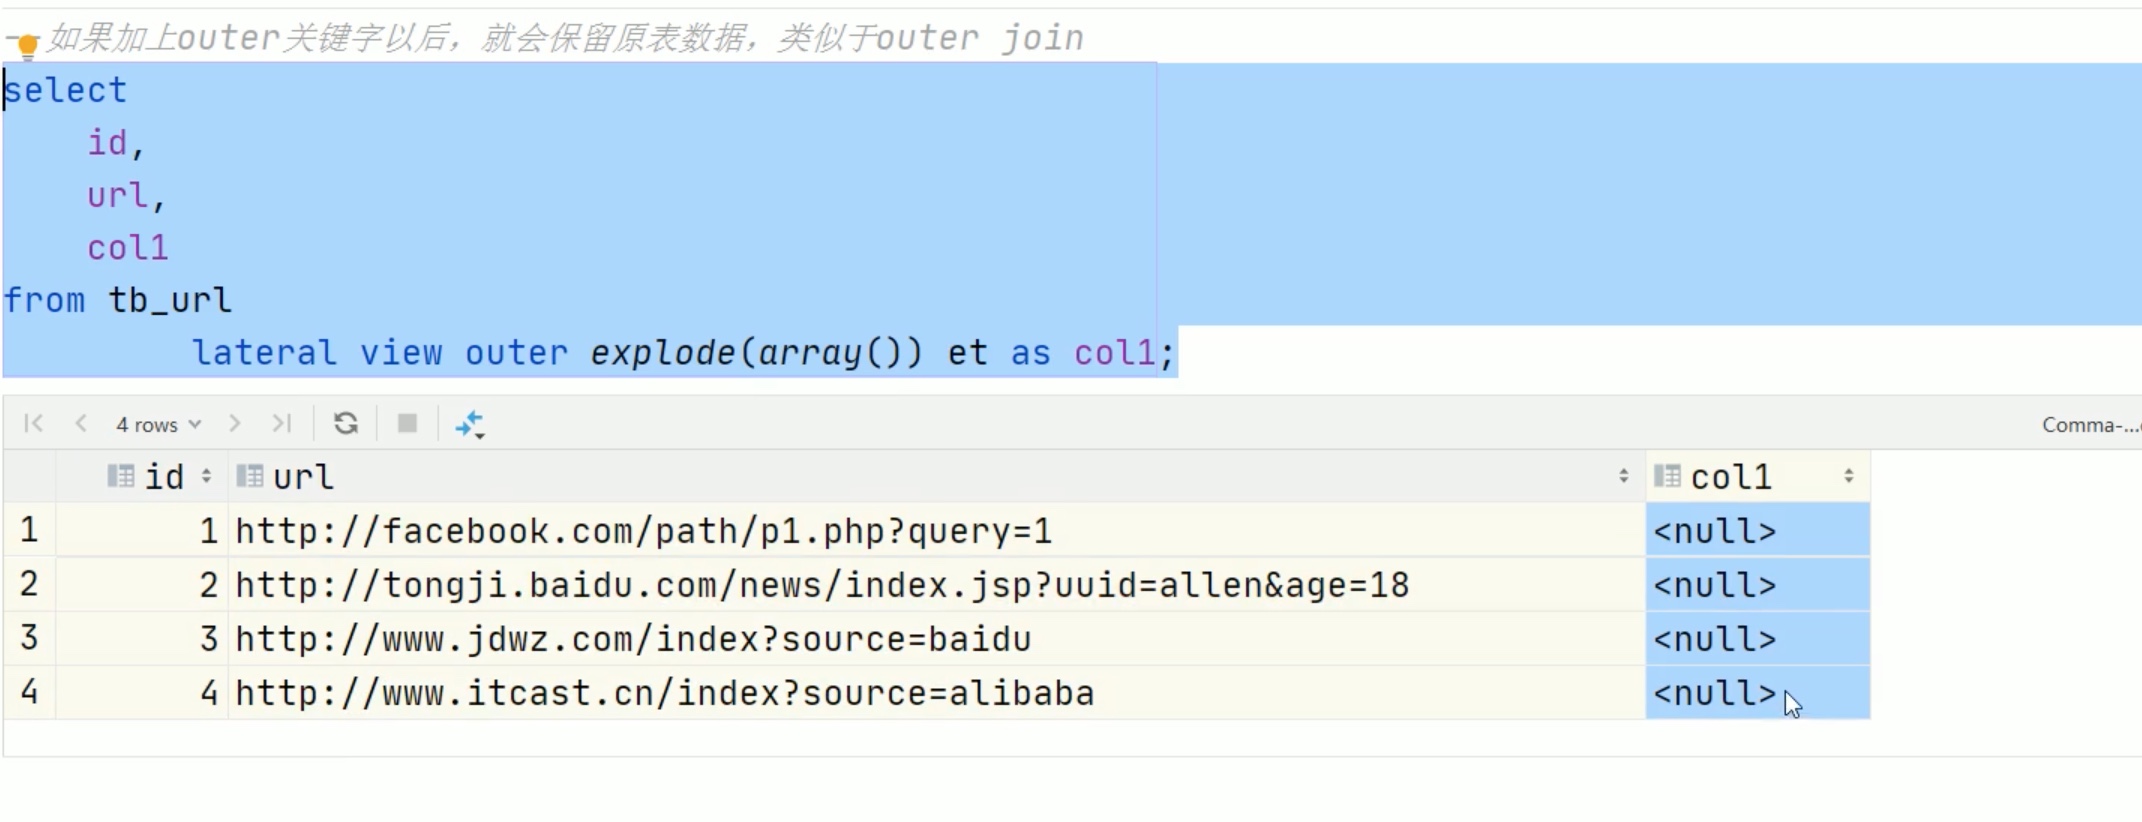 --如果加上outer关键字以后，就会保留原表数据，类似于outer join
select
id,
url,
col1
from tb_url
lateral view outer explode(array()) et as col1;
4 rows
Comma-...
id url col1
1 1 http://facebook.com/path/p1.php?query=1 <null>
2 2 http://tongji.baidu.com/news/index.jsp?uuid=allen&age=18 <null>
3 3 http://www.jdwz.com/index?source=baidu <null>
4 4 http://www.itcast.cn/index?source=alibaba <null>